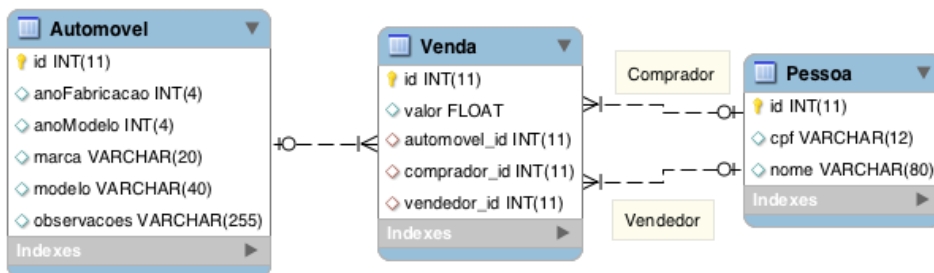 Automovel
id INT(11)
anoFabricacao INT(4)
anoModelo INT(4)
marca VARCHAR(20)
modelo VARCHAR(40)
observacoes VARCHAR(255)
Indexes
Venda
id INT(11)
valor FLOAT
automovel_id INT(11)
comprador_id INT(11)
vendedor_id INT(11)
Indexes
Comprador
Vendedor
Pessoa
id INT(11)
cpf VARCHAR(12)
nome VARCHAR(80)
Indexes